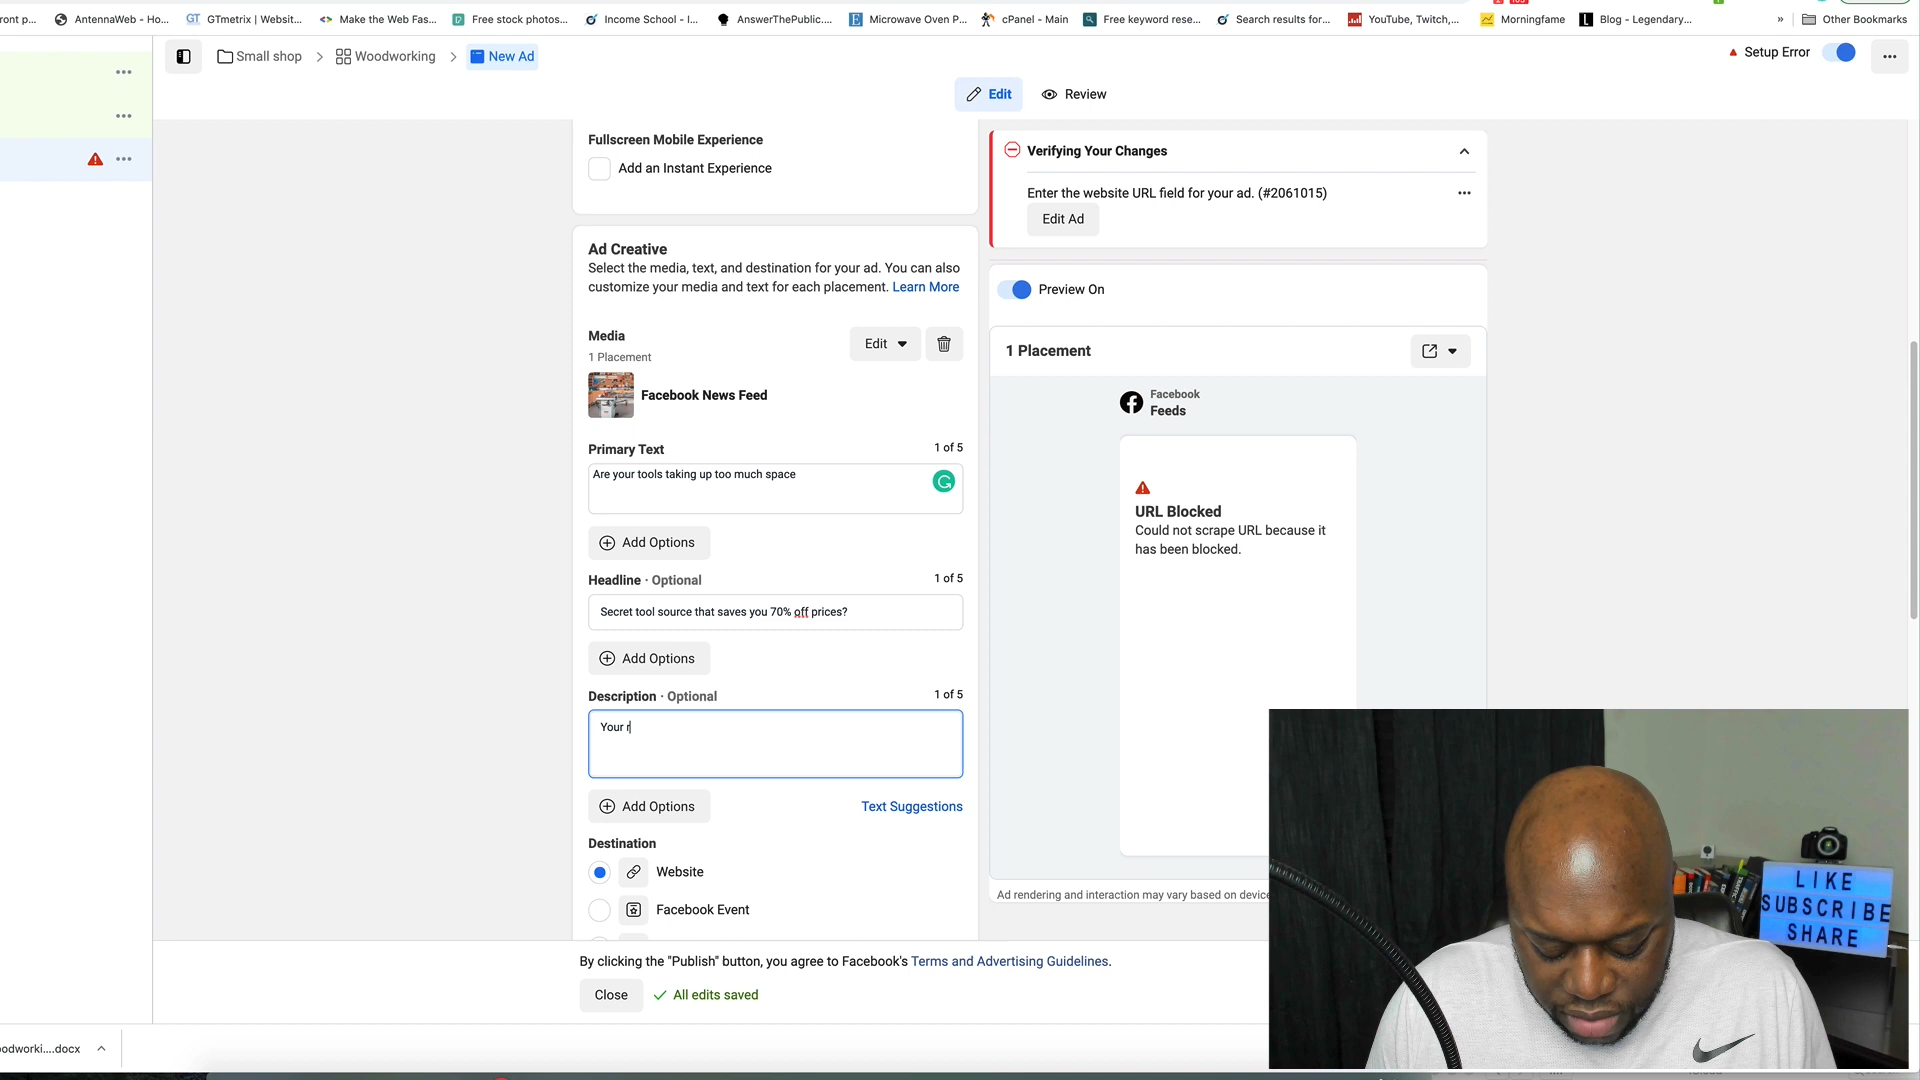 ront p...
AntennaWeb - Ho...
GTmetrix | Websit...
Make the Web Fas...
Free stock photos...
Income School - I...
AnswerThePublic....
Microwave Oven P...
cPanel - Main
Free keyword rese...
Search results for...
YouTube, Twitch,...
Morningfame
Blog - Legendary...
»
Other Bookmarks
Small shop
Woodworking
New Ad
Setup Error
Edit
Review
Fullscreen Mobile Experience
Add an Instant Experience
Ad Creative
Select the media, text, and destination for your ad. You can also
customize your media and text for each placement. Learn More
Media
1 Placement
Edit
Facebook News Feed
Primary Text
1 of 5
Are your tools taking up too much space
Add Options
Headline · Optional
1 of 5
Secret tool source that saves you 70% off prices?
Add Options
Description · Optional
1 of 5
Your r
Add Options
Text Suggestions
Destination
Website
Facebook Event
Verifying Your Changes
Enter the website URL field for your ad. (#2061015)
Edit Ad
Preview On
1 Placement
Facebook
Feeds
URL Blocked
Could not scrape URL because it
has been blocked.
Ad rendering and interaction may vary based on device
By clicking the "Publish" button, you agree to Facebook's Terms and Advertising Guidelines.
Close
All edits saved
odworki....docx
LIKE
SUBSCRIBE
SHARE